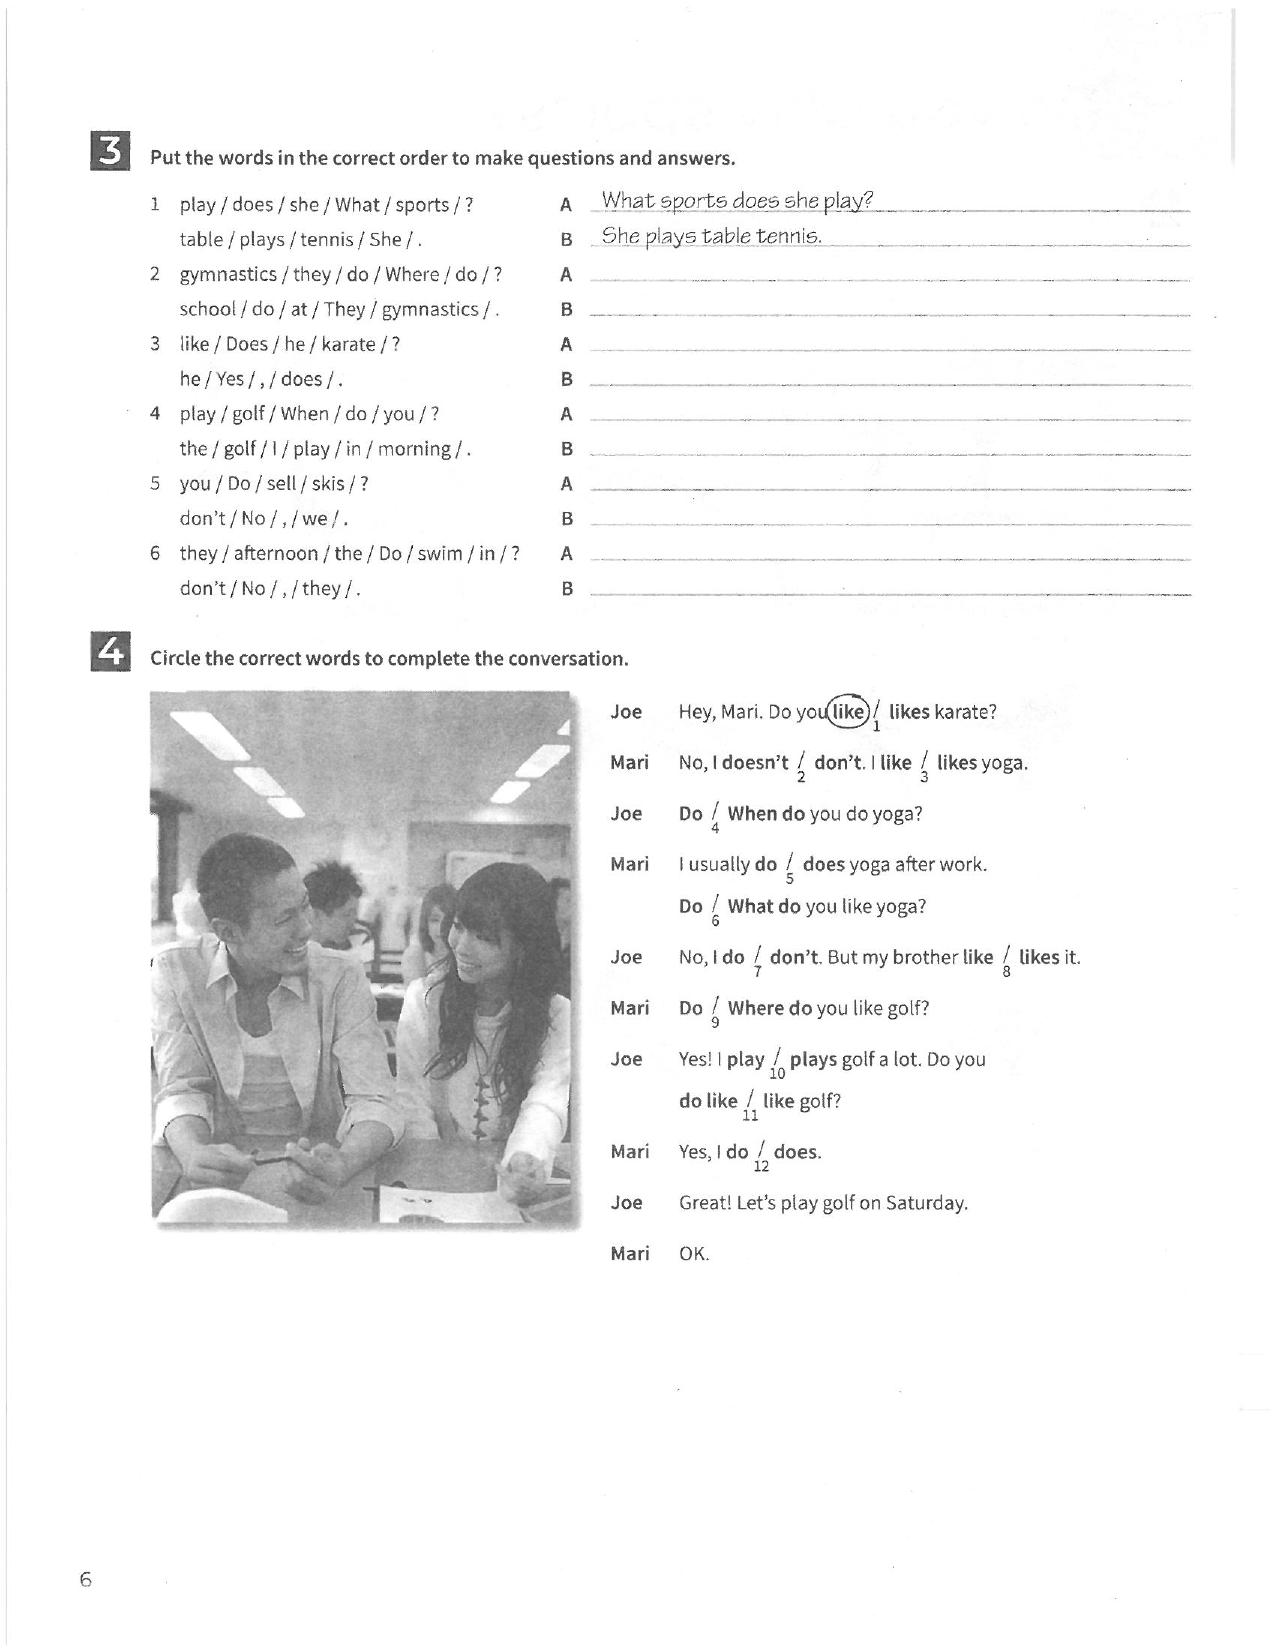 3 Put the words in the correct order to make questions and answers.
1 play / does / she / What / sports / ? A What sports does she play?
table / plays / tennis / She / . B She plays table tennis.
2 gymnastics / they / do / Where / do / ? A
school / do / at / They / gymnastics / . B
3 like / Does / he / karate / ? A
he / Yes / , / does / . B
4 play / golf / When / do / you / ? A
the / golf / I / play / in / morning / . B
5 you / Do / sell / skis / ? A
don't / No / , / we / . B
6 they / afternoon / the / Do / swim / in / ? A
don't / No / , / they / . B
4 Circle the correct words to complete the conversation.
Joe Hey, Mari. Do you like / likes karate?
1
Mari No, I doesn't / don't. I like / likes yoga.
2 3
Joe Do / When do you do yoga?
4
Mari I usually do / does yoga after work.
5
Do / What do you like yoga?
6
Joe No, I do / don't. But my brother like / likes it.
7 8
Mari Do / Where do you like golf?
9
Joe Yes! I play / plays golf a lot. Do you
10
do like / like golf?
11
Mari Yes, I do / does.
12
Joe Great! Let's play golf on Saturday.
Mari OK.
6